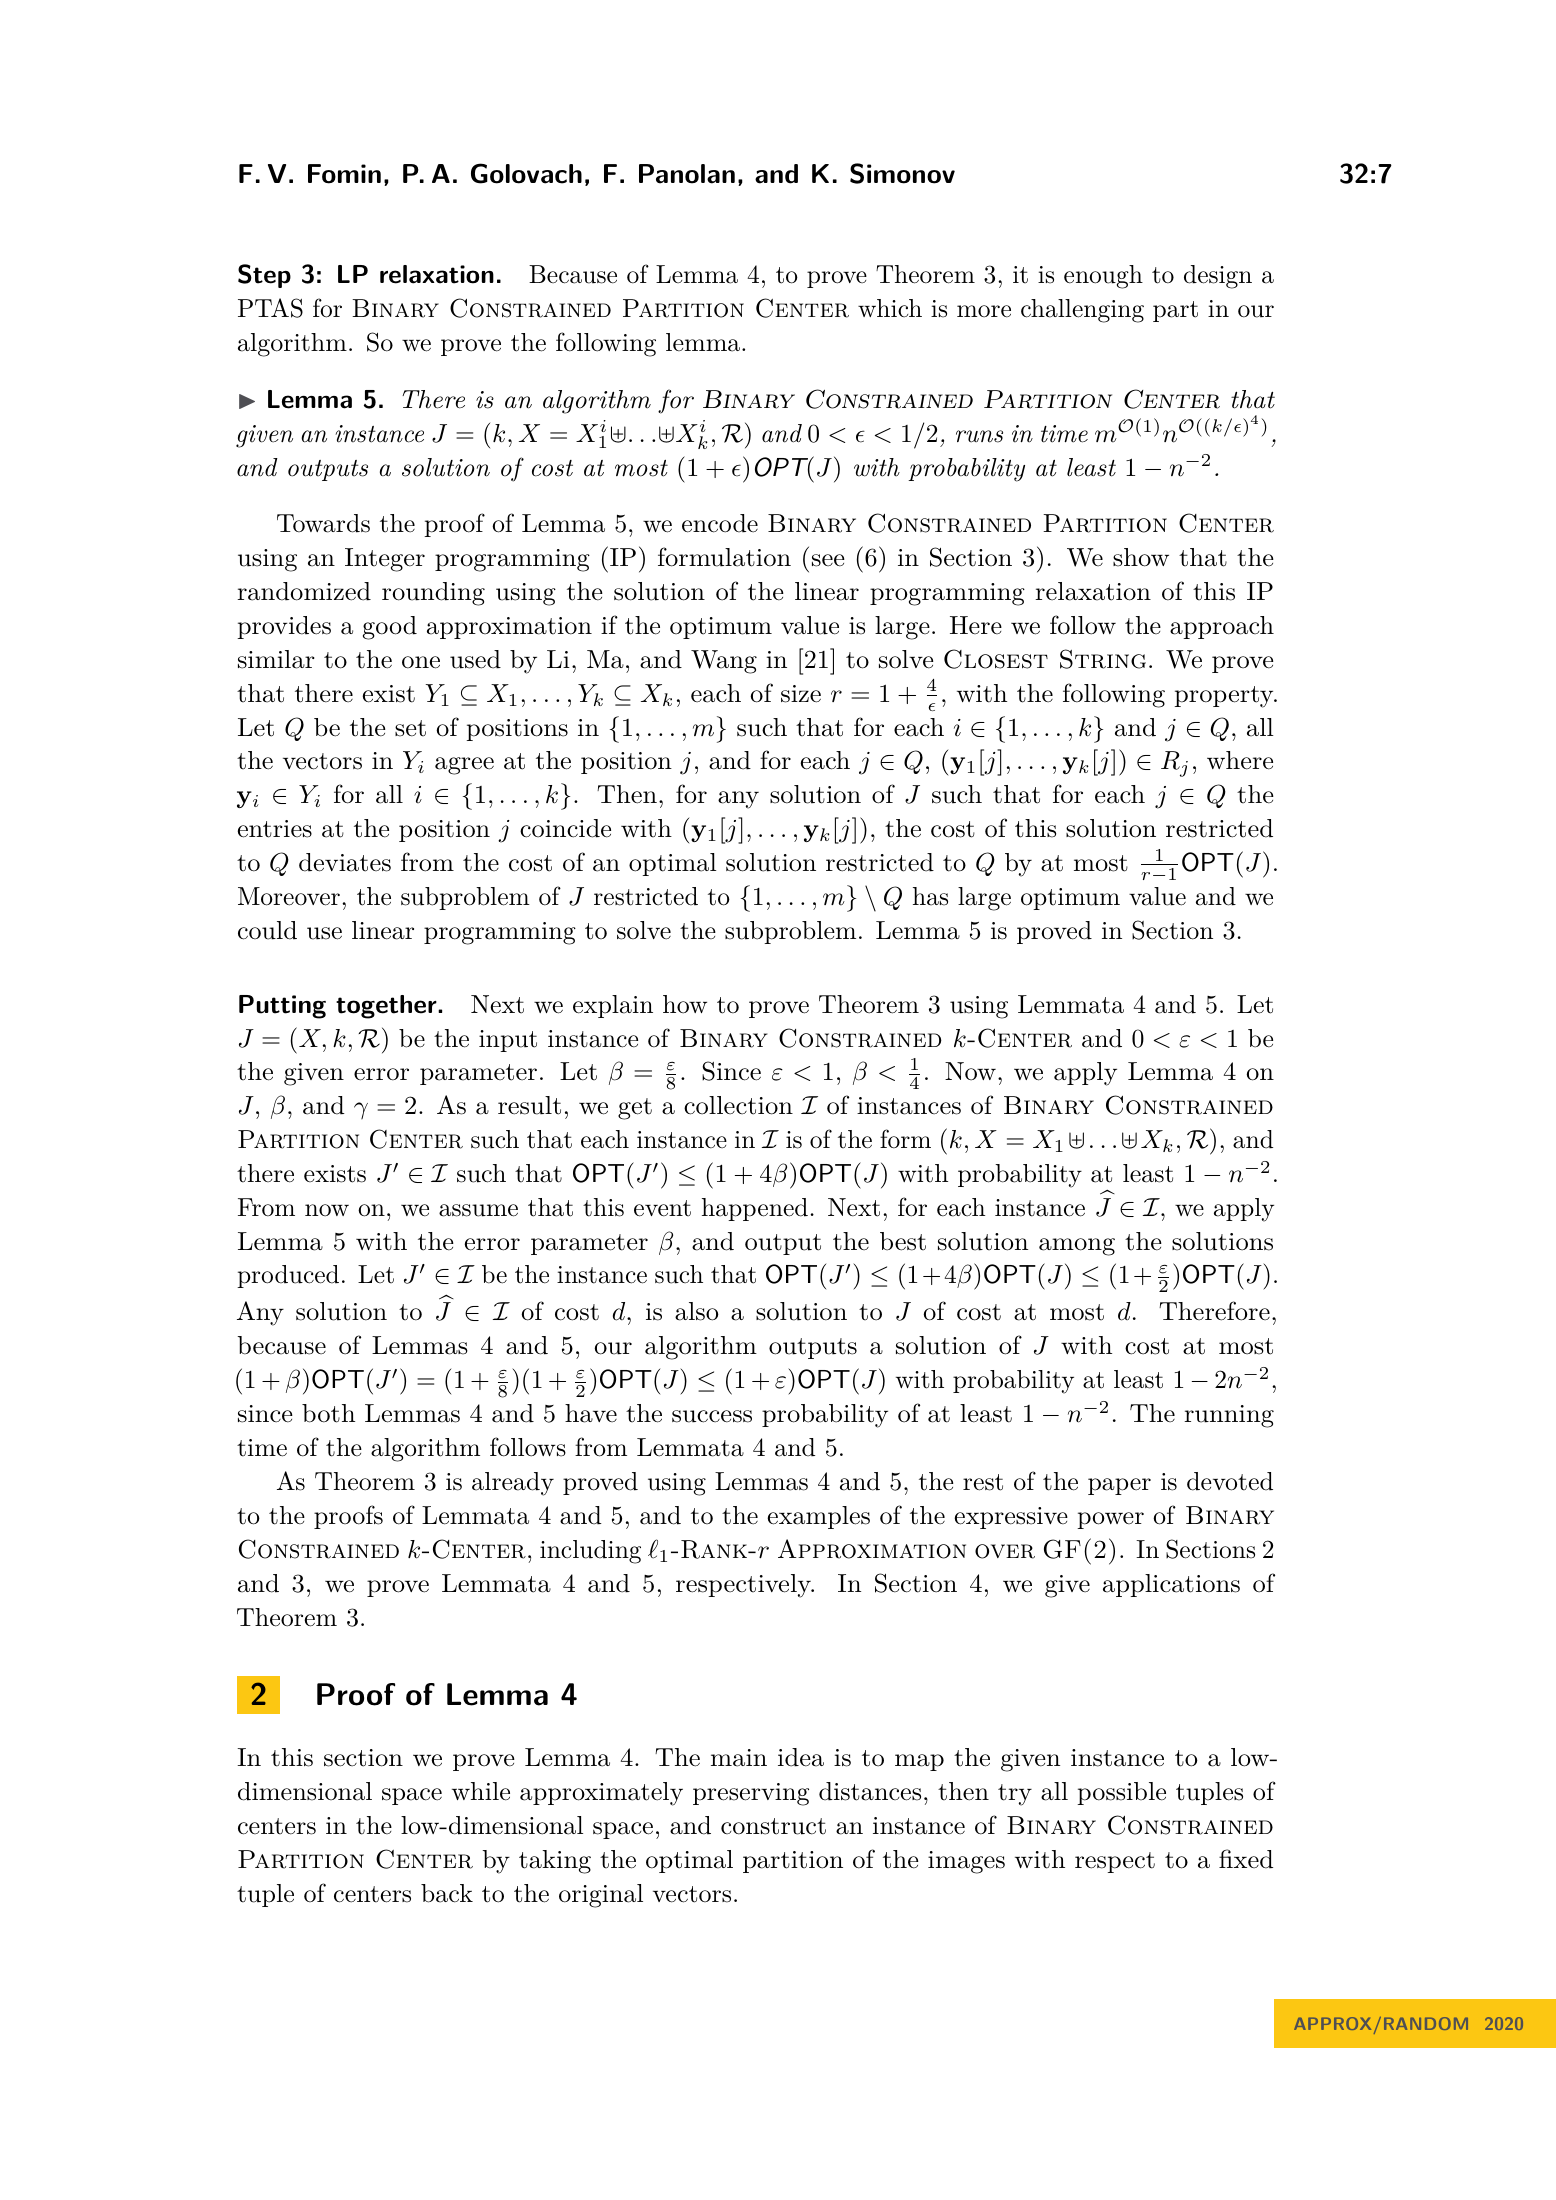 F. V. Fomin, P. A. Golovach, F. Panolan, and K. Simonov 32:7
Step 3: LP relaxation. Because of Lemma 4, to prove Theorem 3, it is enough to design a
PTAS for Binary Constrained Partition Center which is more challenging part in our
algorithm. So we prove the following lemma.
▶ Lemma 5. There is an algorithm for Binary Constrained Partition Center that
given an instance J = (k, X = X₁ⁱ⊎…⊎Xₖⁱ, ℛ) and 0 < ϵ < 1/2, runs in time m^{𝒪(1)}n^{𝒪((k/ϵ)^4)},
and outputs a solution of cost at most (1 + ϵ)OPT(J) with probability at least 1 − n⁻².
Towards the proof of Lemma 5, we encode Binary Constrained Partition Center
using an Integer programming (IP) formulation (see (6) in Section 3). We show that the
randomized rounding using the solution of the linear programming relaxation of this IP
provides a good approximation if the optimum value is large. Here we follow the approach
similar to the one used by Li, Ma, and Wang in [21] to solve Closest String. We prove
that there exist Y₁ ⊆ X₁, . . . , Yₖ ⊆ Xₖ, each of size r = 1 + 4/ϵ, with the following property.
Let Q be the set of positions in {1, . . . , m} such that for each i ∈ {1, . . . , k} and j ∈ Q, all
the vectors in Yᵢ agree at the position j, and for each j ∈ Q, (y₁[j], . . . , yₖ[j]) ∈ Rⱼ, where
yᵢ ∈ Yᵢ for all i ∈ {1, . . . , k}. Then, for any solution of J such that for each j ∈ Q the
entries at the position j coincide with (y₁[j], . . . , yₖ[j]), the cost of this solution restricted
to Q deviates from the cost of an optimal solution restricted to Q by at most 1/(r−1) OPT(J).
Moreover, the subproblem of J restricted to {1, . . . , m} \ Q has large optimum value and we
could use linear programming to solve the subproblem. Lemma 5 is proved in Section 3.
Putting together. Next we explain how to prove Theorem 3 using Lemmata 4 and 5. Let
J = (X, k, ℛ) be the input instance of Binary Constrained k-Center and 0 < ε < 1 be
the given error parameter. Let β = ε/8. Since ε < 1, β < 1/4. Now, we apply Lemma 4 on
J, β, and γ = 2. As a result, we get a collection ℐ of instances of Binary Constrained
Partition Center such that each instance in ℐ is of the form (k, X = X₁⊎…⊎Xₖ, ℛ), and
there exists J′ ∈ ℐ such that OPT(J′) ≤ (1 + 4β)OPT(J) with probability at least 1 − n⁻².
From now on, we assume that this event happened. Next, for each instance Ĵ ∈ ℐ, we apply
Lemma 5 with the error parameter β, and output the best solution among the solutions
produced. Let J′ ∈ ℐ be the instance such that OPT(J′) ≤ (1+4β)OPT(J) ≤ (1+ε/2)OPT(J).
Any solution to Ĵ ∈ ℐ of cost d, is also a solution to J of cost at most d. Therefore,
because of Lemmas 4 and 5, our algorithm outputs a solution of J with cost at most
(1 + β)OPT(J′) = (1 + ε/8)(1 + ε/2)OPT(J) ≤ (1 + ε)OPT(J) with probability at least 1 − 2n⁻²,
since both Lemmas 4 and 5 have the success probability of at least 1 − n⁻². The running
time of the algorithm follows from Lemmata 4 and 5.
As Theorem 3 is already proved using Lemmas 4 and 5, the rest of the paper is devoted
to the proofs of Lemmata 4 and 5, and to the examples of the expressive power of Binary
Constrained k-Center, including ℓ₁-Rank-r Approximation over GF(2). In Sections 2
and 3, we prove Lemmata 4 and 5, respectively. In Section 4, we give applications of
Theorem 3.
2 Proof of Lemma 4
In this section we prove Lemma 4. The main idea is to map the given instance to a low-
dimensional space while approximately preserving distances, then try all possible tuples of
centers in the low-dimensional space, and construct an instance of Binary Constrained
Partition Center by taking the optimal partition of the images with respect to a fixed
tuple of centers back to the original vectors.
APPROX/RANDOM 2020